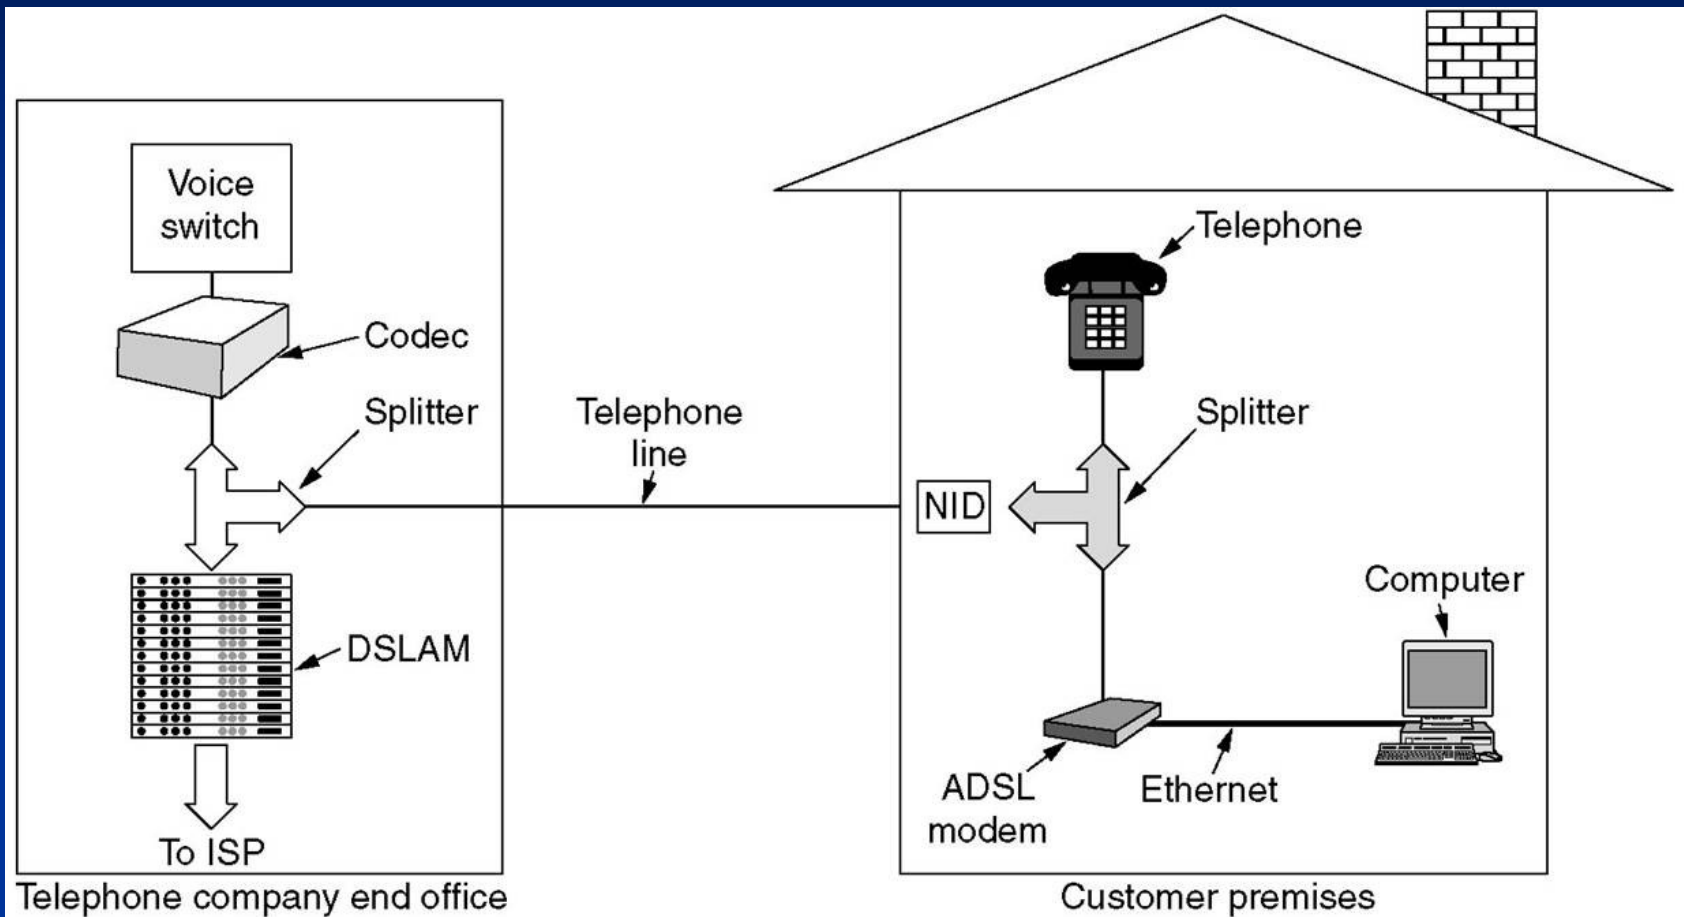 Voice
switch
Codec
Splitter
DSLAM
To ISP
Telephone company end office
Telephone
line
Telephone
Splitter
NID
Computer
ADSL
modem
Ethernet
Customer premises